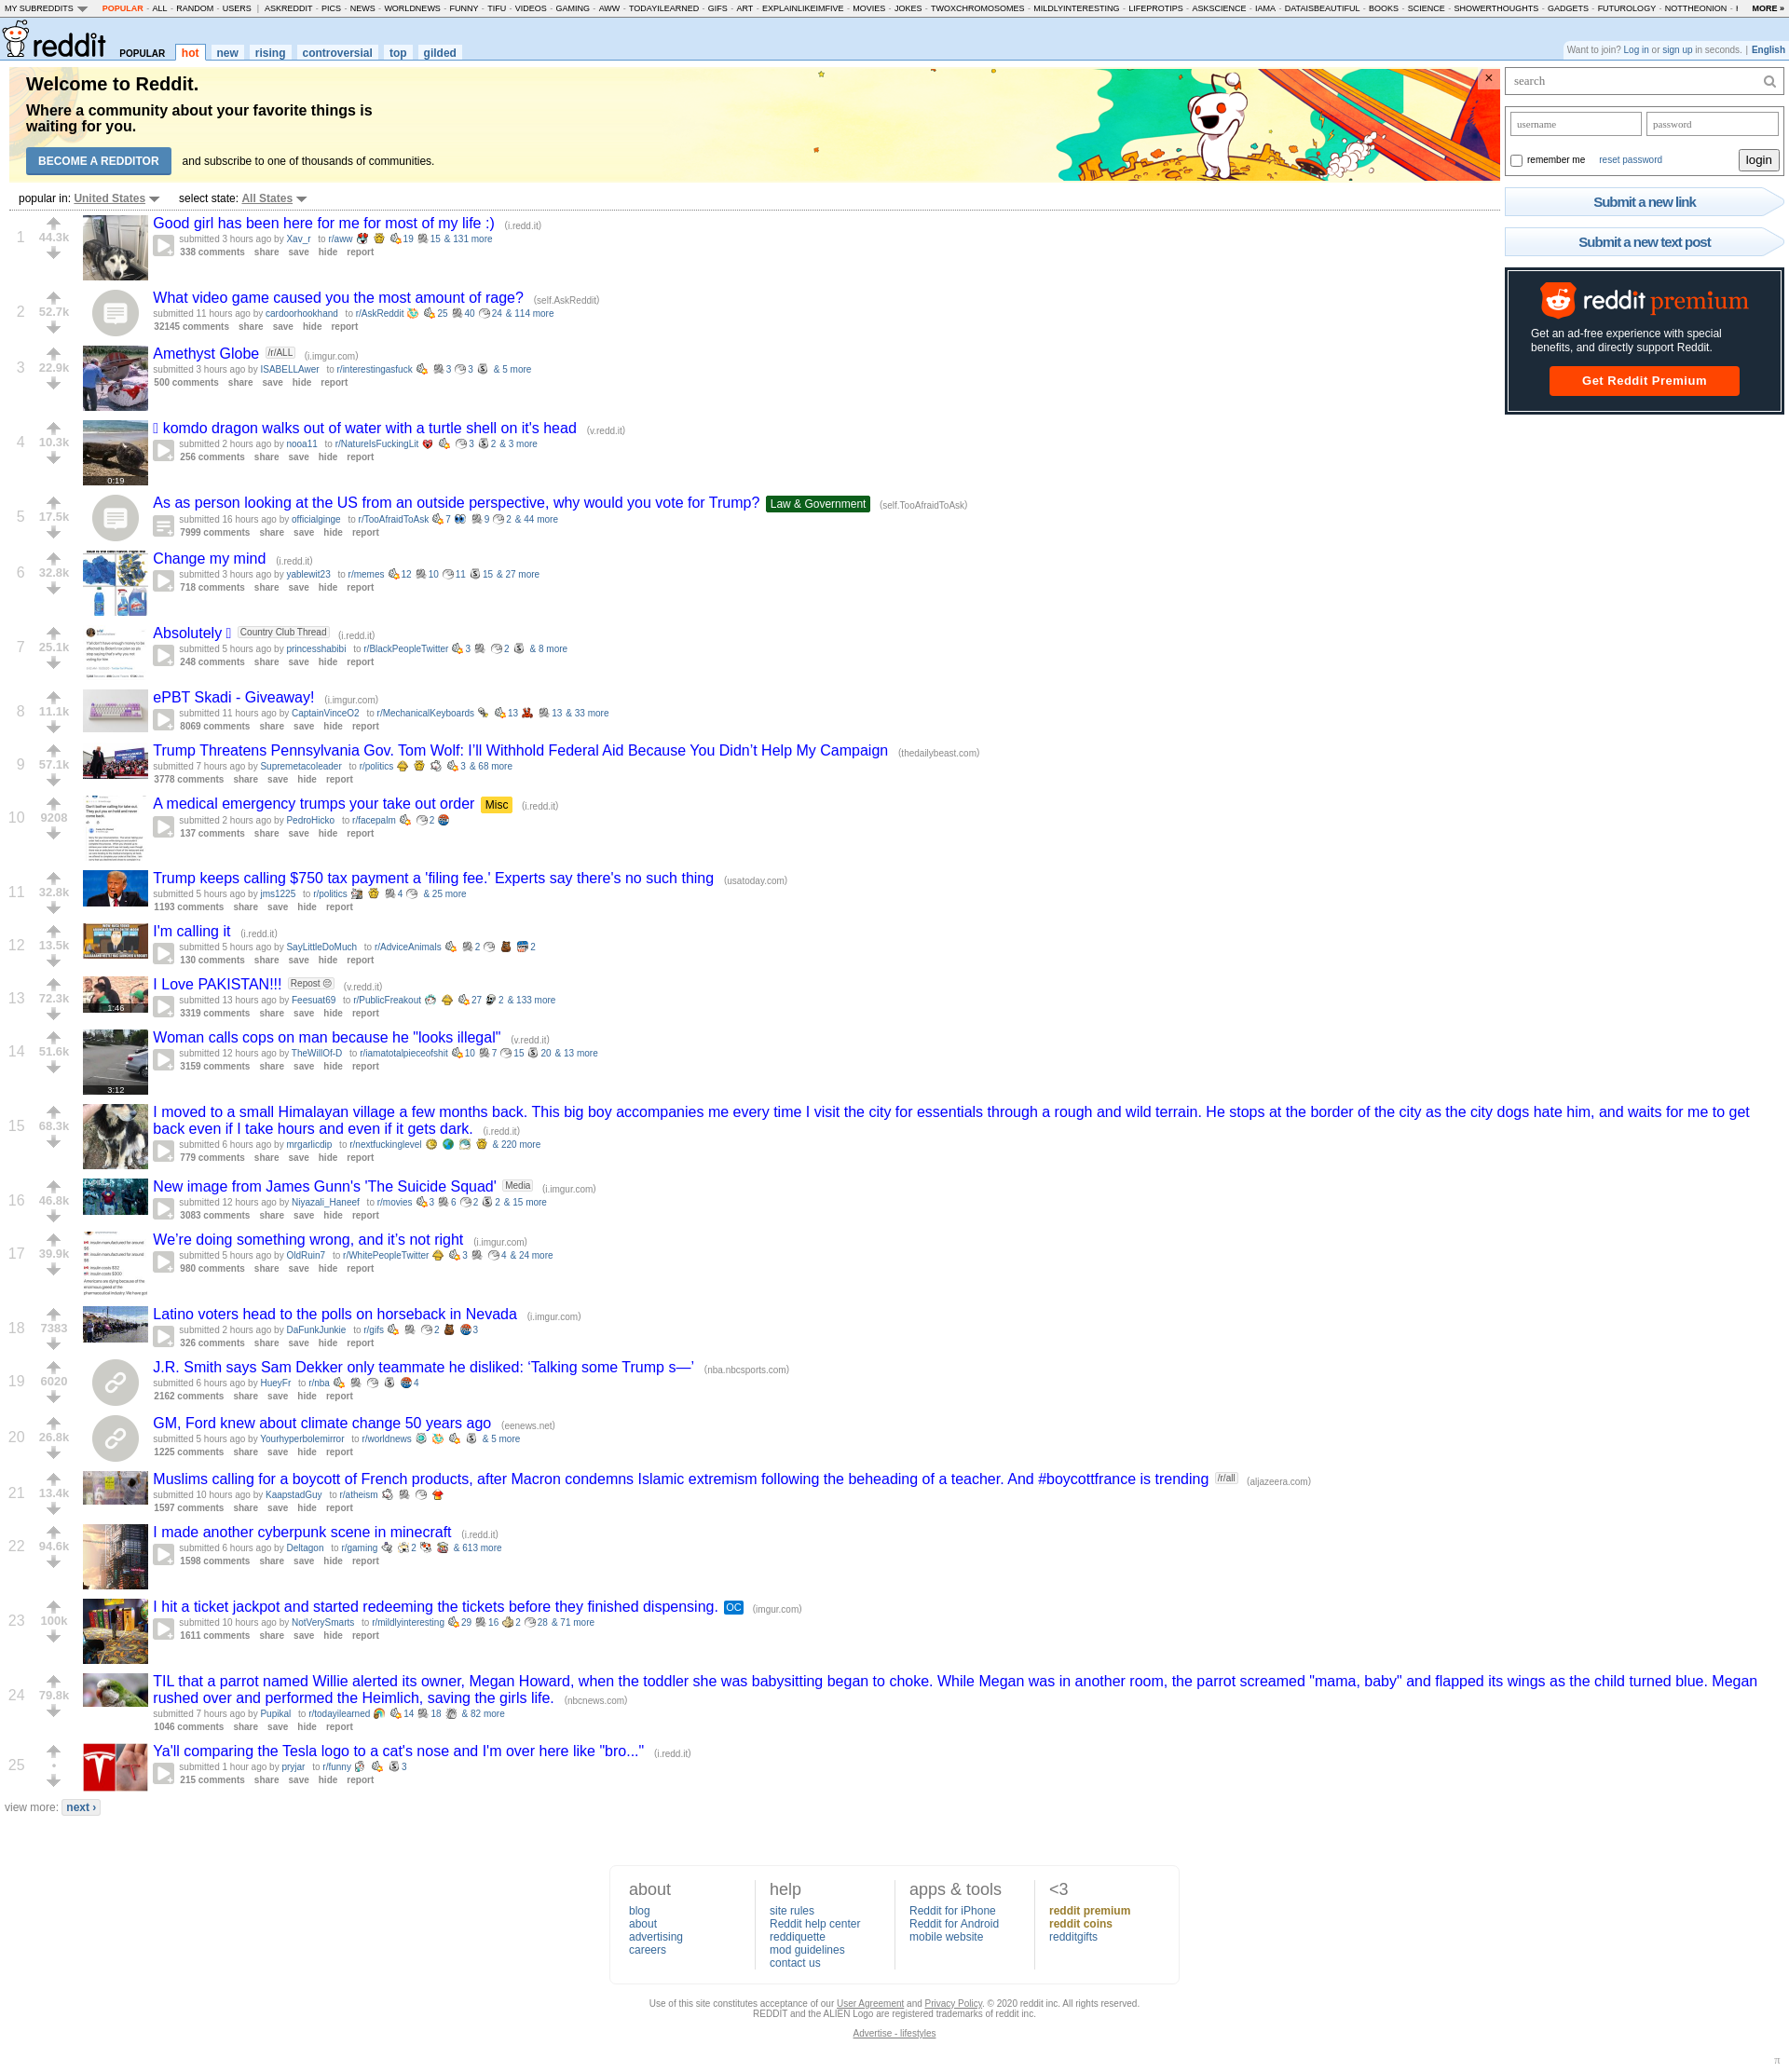 MY SUBREDDITS POPULAR - ALL - RANDOM - USERS | ASKREDDIT - PICS - NEWS - WORLDNEWS - FUNNY - TIFU - VIDEOS - GAMING - AWW - TODAYILEARNED - GIFS - ART - EXPLAINLIKEIMFIVE - MOVIES - JOKES - TWOXCHROMOSOMES - MILDLYINTERESTING - LIFEPROTIPS - ASKSCIENCE - IAMA - DATAISBEAUTIFUL - BOOKS - SCIENCE - SHOWERTHOUGHTS - GADGETS - FUTUROLOGY - NOTTHEONION - MORE »
reddit POPULAR hot new rising controversial top gilded
Want to join? Log in or sign up in seconds. | English
Welcome to Reddit.
Where a community about your favorite things is
waiting for you.
BECOME A REDDITOR and subscribe to one of thousands of communities.
×
search
username password
remember me reset password login
Submit a new link
Submit a new text post
reddit premium
Get an ad-free experience with special
benefits, and directly support Reddit.
Get Reddit Premium
popular in: United States select state: All States
1 44.3k Good girl has been here for me for most of my life :) (i.redd.it)
submitted 3 hours ago by Xav_r to r/aww 19 15 & 131 more
338 comments share save hide report
2 52.7k What video game caused you the most amount of rage? (self.AskReddit)
submitted 11 hours ago by cardoorhookhand to r/AskReddit 25 40 24 & 114 more
32145 comments share save hide report
3 22.9k Amethyst Globe /r/ALL (i.imgur.com)
submitted 3 hours ago by ISABELLAwer to r/interestingasfuck 3 3 & 5 more
500 comments share save hide report
4 10.3k komdo dragon walks out of water with a turtle shell on it's head (v.redd.it)
submitted 2 hours ago by nooa11 to r/NatureIsFuckingLit 3 2 & 3 more
256 comments share save hide report
0:19
5 17.5k As as person looking at the US from an outside perspective, why would you vote for Trump? Law & Government (self.TooAfraidToAsk)
submitted 16 hours ago by officialginge to r/TooAfraidToAsk 7 9 2 & 44 more
7999 comments share save hide report
6 32.8k Change my mind (i.redd.it)
submitted 3 hours ago by yablewit23 to r/memes 12 10 11 15 & 27 more
718 comments share save hide report
7 25.1k Absolutely Country Club Thread (i.redd.it)
submitted 5 hours ago by princesshabibi to r/BlackPeopleTwitter 3 2 & 8 more
248 comments share save hide report
8 11.1k ePBT Skadi - Giveaway! (i.imgur.com)
submitted 11 hours ago by CaptainVinceO2 to r/MechanicalKeyboards 13 13 & 33 more
8069 comments share save hide report
9 57.1k Trump Threatens Pennsylvania Gov. Tom Wolf: I’ll Withhold Federal Aid Because You Didn’t Help My Campaign (thedailybeast.com)
submitted 7 hours ago by Supremetacoleader to r/politics 3 & 68 more
3778 comments share save hide report
10 9208 A medical emergency trumps your take out order Misc (i.redd.it)
submitted 2 hours ago by PedroHicko to r/facepalm 2
137 comments share save hide report
11 32.8k Trump keeps calling $750 tax payment a 'filing fee.' Experts say there's no such thing (usatoday.com)
submitted 5 hours ago by jms1225 to r/politics 4 & 25 more
1193 comments share save hide report
12 13.5k I'm calling it (i.redd.it)
submitted 5 hours ago by SayLittleDoMuch to r/AdviceAnimals 2 2
130 comments share save hide report
13 72.3k I Love PAKISTAN!!! Repost 😔 (v.redd.it)
submitted 13 hours ago by Feesuat69 to r/PublicFreakout 27 2 & 133 more
3319 comments share save hide report
1:46
14 51.6k Woman calls cops on man because he "looks illegal" (v.redd.it)
submitted 12 hours ago by TheWillOf-D to r/iamatotalpieceofshit 10 7 15 20 & 13 more
3159 comments share save hide report
3:12
15 68.3k I moved to a small Himalayan village a few months back. This big boy accompanies me every time I visit the city for essentials through a rough and wild terrain. He stops at the border of the city as the city dogs hate him, and waits for me to get
back even if I take hours and even if it gets dark. (i.redd.it)
submitted 6 hours ago by mrgarlicdip to r/nextfuckinglevel & 220 more
779 comments share save hide report
16 46.8k New image from James Gunn's 'The Suicide Squad' Media (i.imgur.com)
submitted 12 hours ago by Niyazali_Haneef to r/movies 3 6 2 2 & 15 more
3083 comments share save hide report
17 39.9k We’re doing something wrong, and it’s not right (i.imgur.com)
submitted 5 hours ago by OldRuin7 to r/WhitePeopleTwitter 3 4 & 24 more
980 comments share save hide report
18 7383 Latino voters head to the polls on horseback in Nevada (i.imgur.com)
submitted 2 hours ago by DaFunkJunkie to r/gifs 2 3
326 comments share save hide report
19 6020 J.R. Smith says Sam Dekker only teammate he disliked: ‘Talking some Trump s—’ (nba.nbcsports.com)
submitted 6 hours ago by HueyFr to r/nba 4
2162 comments share save hide report
20 26.8k GM, Ford knew about climate change 50 years ago (eenews.net)
submitted 5 hours ago by Yourhyperbolemirror to r/worldnews & 5 more
1225 comments share save hide report
21 13.4k Muslims calling for a boycott of French products, after Macron condemns Islamic extremism following the beheading of a teacher. And #boycottfrance is trending /r/all (aljazeera.com)
submitted 10 hours ago by KaapstadGuy to r/atheism
1597 comments share save hide report
22 94.6k I made another cyberpunk scene in minecraft (i.redd.it)
submitted 6 hours ago by Deltagon to r/gaming 2 & 613 more
1598 comments share save hide report
23 100k I hit a ticket jackpot and started redeeming the tickets before they finished dispensing. OC (imgur.com)
submitted 10 hours ago by NotVerySmarts to r/mildlyinteresting 29 16 2 28 & 71 more
1611 comments share save hide report
24 79.8k TIL that a parrot named Willie alerted its owner, Megan Howard, when the toddler she was babysitting began to choke. While Megan was in another room, the parrot screamed "mama, baby" and flapped its wings as the child turned blue. Megan
rushed over and performed the Heimlich, saving the girls life. (nbcnews.com)
submitted 7 hours ago by Pupikal to r/todayilearned 14 18 & 82 more
1046 comments share save hide report
25 • Ya'll comparing the Tesla logo to a cat's nose and I'm over here like "bro..." (i.redd.it)
submitted 1 hour ago by pryjar to r/funny 3
215 comments share save hide report
view more: next ›
about help apps & tools <3
blog site rules Reddit for iPhone reddit premium
about Reddit help center Reddit for Android reddit coins
advertising reddiquette mobile website redditgifts
careers mod guidelines
contact us
Use of this site constitutes acceptance of our User Agreement and Privacy Policy. © 2020 reddit inc. All rights reserved.
REDDIT and the ALIEN Logo are registered trademarks of reddit inc.
Advertise - lifestyles
π